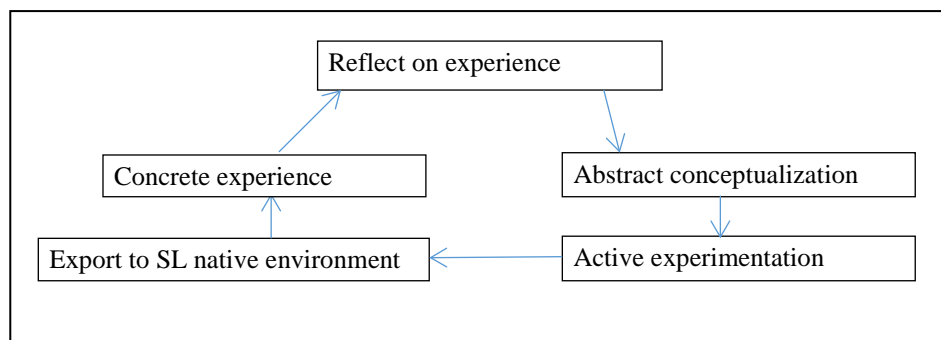 Reflect on experience
Concrete experience
Abstract conceptualization
Export to SL native environment
Active experimentation